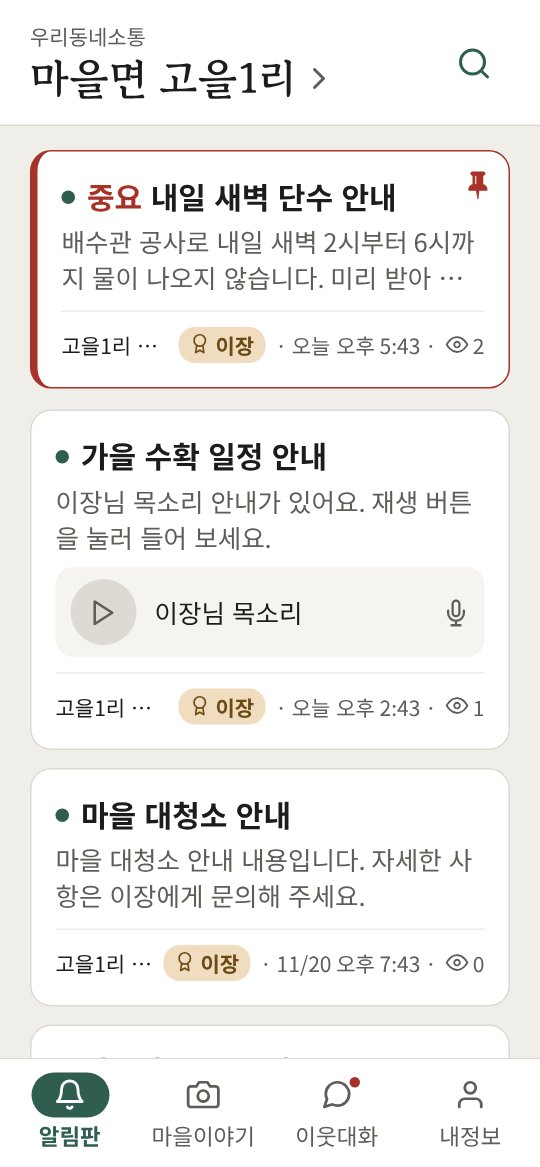 우리동네소통
마을면 고을1리
중요 내일 새벽 단수 안내
배수관 공사로 내일 새벽 2시부터 6시까
지 물이 나오지 않습니다. 미리 받아 …
고을1리 … 이장 · 오늘 오후 5:43 · 2
가을 수확 일정 안내
이장님 목소리 안내가 있어요. 재생 버튼
을 눌러 들어 보세요.
이장님 목소리
고을1리 … 이장 · 오늘 오후 2:43 · 1
마을 대청소 안내
마을 대청소 안내 내용입니다. 자세한 사
항은 이장에게 문의해 주세요.
고을1리 … 이장 · 11/20 오후 7:43 · 0
알림판 마을이야기 이웃대화 내정보